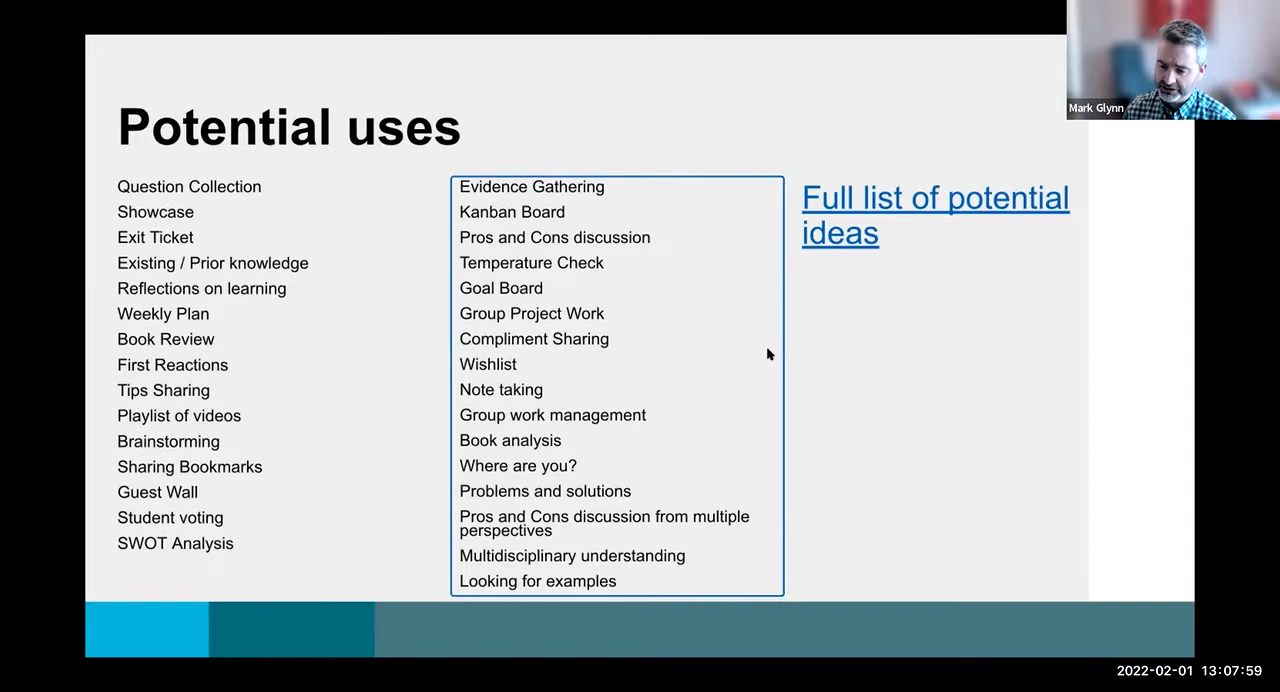 Mark Glynn
Potential uses
Question Collection
Showcase
Exit Ticket
Existing / Prior knowledge
Reflections on learning
Weekly Plan
Book Review
First Reactions
Tips Sharing
Playlist of videos
Brainstorming
Sharing Bookmarks
Guest Wall
Student voting
SWOT Analysis
Evidence Gathering
Kanban Board
Pros and Cons discussion
Temperature Check
Goal Board
Group Project Work
Compliment Sharing
Wishlist
Note taking
Group work management
Book analysis
Where are you?
Problems and solutions
Pros and Cons discussion from multiple
perspectives
Multidisciplinary understanding
Looking for examples
Full list of potential
ideas
2022-02-01 13:07:59